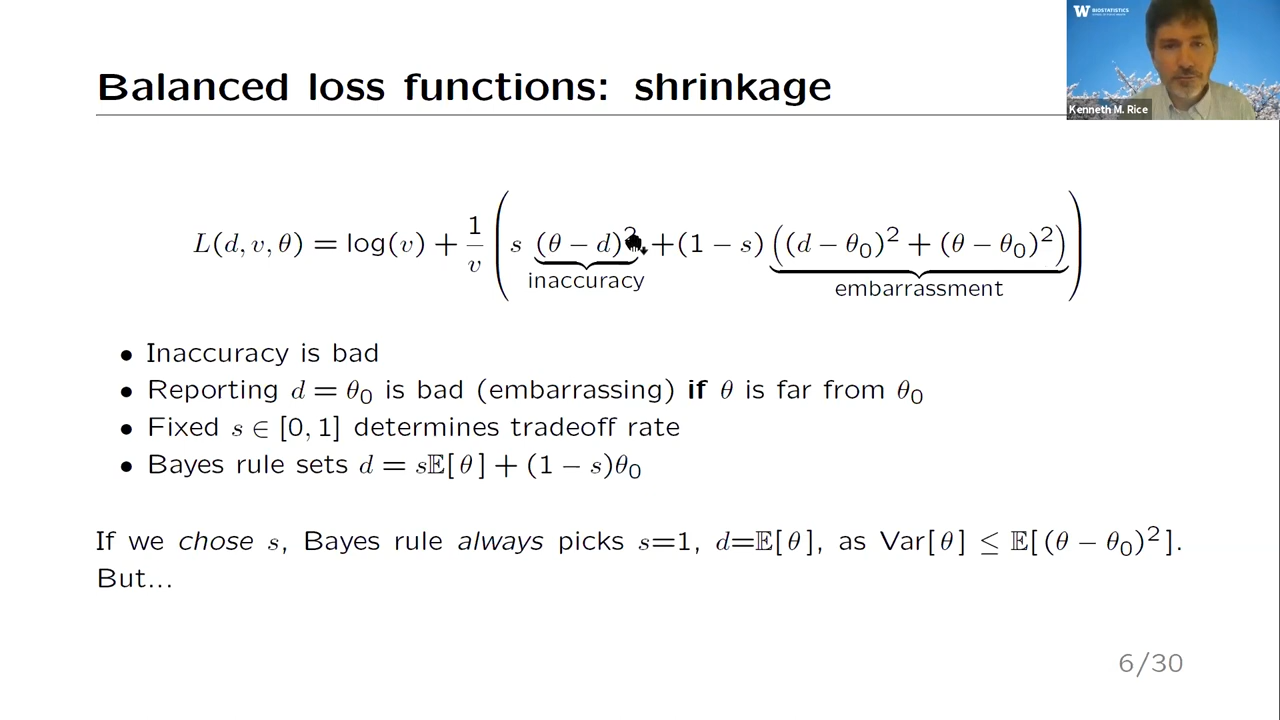 W BIOSTATISTICS
Kenneth M. Rice
Balanced loss functions: shrinkage
L(d, v, θ) = log(v) + 1/v ( s (θ − d)² + (1 − s) ((d − θ₀)² + (θ − θ₀)²) )
inaccuracy
embarrassment
• Inaccuracy is bad
• Reporting d = θ₀ is bad (embarrassing) if θ is far from θ₀
• Fixed s ∈ [0, 1] determines tradeoff rate
• Bayes rule sets d = s𝔼[θ] + (1 − s)θ₀
If we chose s, Bayes rule always picks s=1, d=𝔼[θ], as Var[θ] ≤ 𝔼[(θ − θ₀)²].
But...
6/30